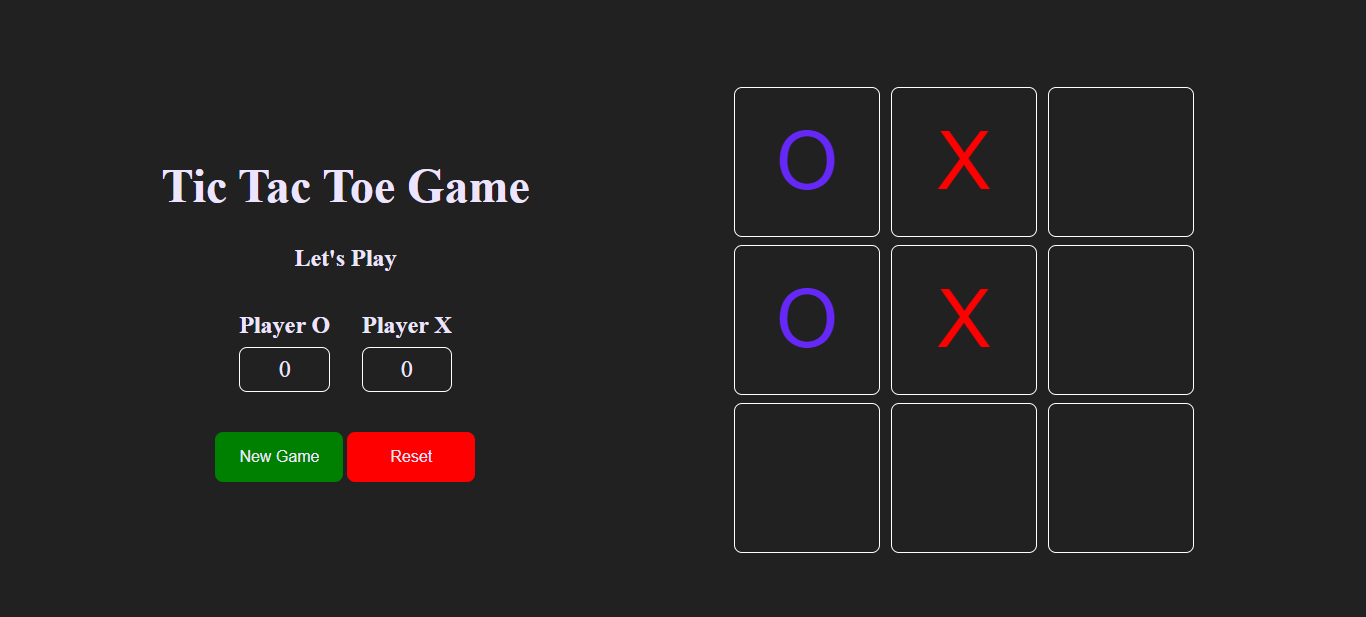 Tic Tac Toe Game
Let's Play
Player O Player X
0 0
New Game Reset
O X
O X